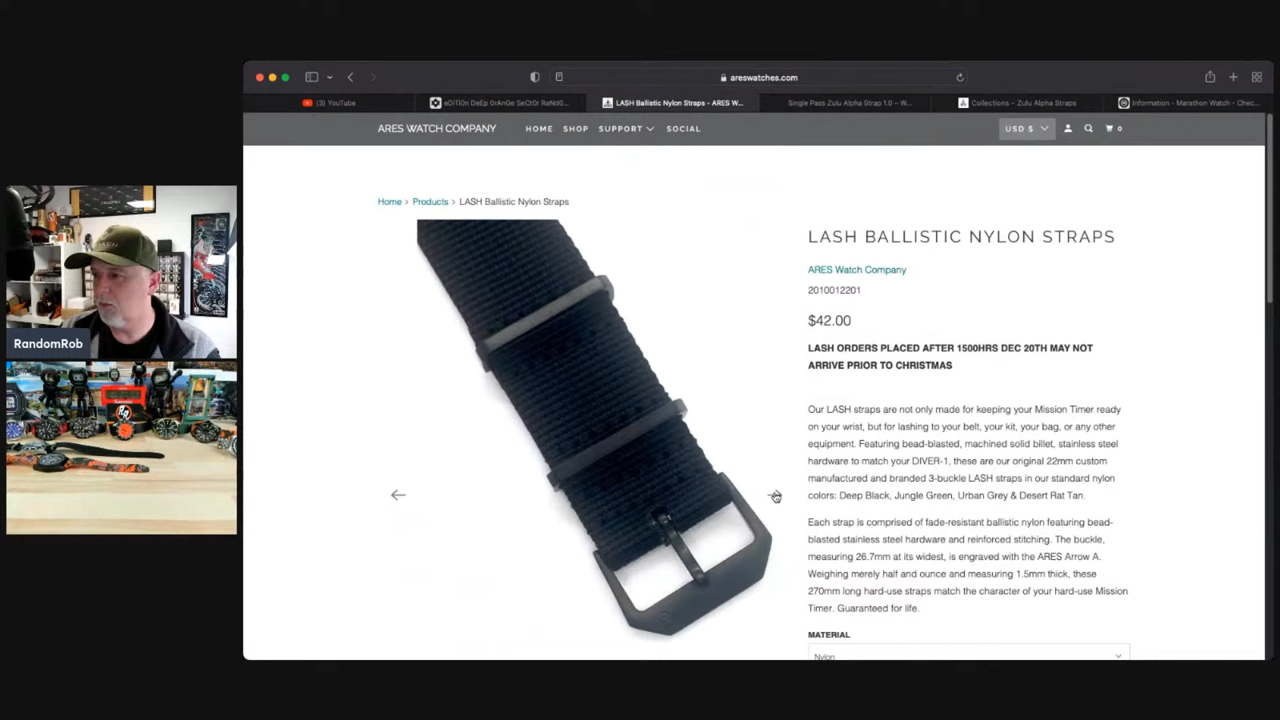 (3) YouTube
eDiTi0n DeEp 0rAnGe SeCt0r RaNdG...
LASH Ballistic Nylon Straps - ARES W...
Single Pass Zulu Alpha Strap 1.0 – W...
Collections – Zulu Alpha Straps
Information - Marathon Watch - Chec...
areswatches.com
ARES WATCH COMPANY
HOME
SHOP
SUPPORT
SOCIAL
USD $
0
Home > Products > LASH Ballistic Nylon Straps
LASH BALLISTIC NYLON STRAPS
ARES Watch Company
2010012201
$42.00
LASH ORDERS PLACED AFTER 1500HRS DEC 20TH MAY NOT
ARRIVE PRIOR TO CHRISTMAS
Our LASH straps are not only made for keeping your Mission Timer ready
on your wrist, but for lashing to your belt, your kit, your bag, or any other
equipment. Featuring bead-blasted, machined solid billet, stainless steel
hardware to match your DIVER-1, these are our original 22mm custom
manufactured and branded 3-buckle LASH straps in our standard nylon
colors: Deep Black, Jungle Green, Urban Grey & Desert Rat Tan.
Each strap is comprised of fade-resistant ballistic nylon featuring bead-
blasted stainless steel hardware and reinforced stitching. The buckle,
measuring 26.7mm at its widest, is engraved with the ARES Arrow A.
Weighing merely half and ounce and measuring 1.5mm thick, these
270mm long hard-use straps match the character of your hard-use Mission
Timer. Guaranteed for life.
MATERIAL
Nylon
RandomRob